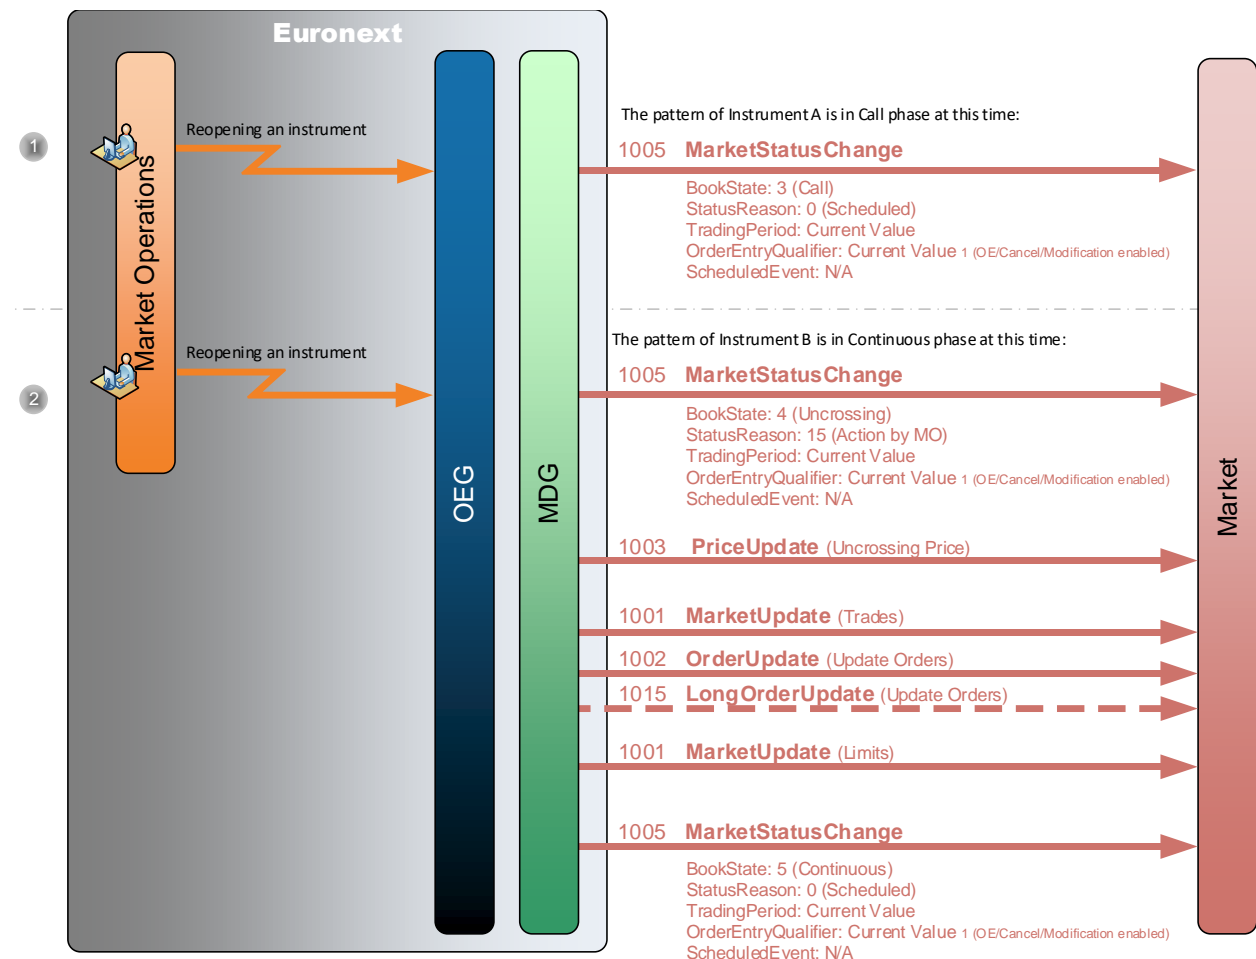 Euronext
The pattern of Instrument A is in Call phase at this time:
1
Reopening an instrument
1005 MarketStatusChange
BookState: 3 (Call)
StatusReason: 0 (Scheduled)
TradingPeriod: Current Value
OrderEntryQualifier: Current Value 1 (OE/Cancel/Modification enabled)
ScheduledEvent: N/A
Market Operations
The pattern of Instrument B is in Continuous phase at this time:
2
Reopening an instrument
1005 MarketStatusChange
BookState: 4 (Uncrossing)
StatusReason: 15 (Action by MO)
TradingPeriod: Current Value
OrderEntryQualifier: Current Value 1 (OE/Cancel/Modification enabled)
ScheduledEvent: N/A
OEG
MDG
Market
1003 PriceUpdate (Uncrossing Price)
1001 MarketUpdate (Trades)
1002 OrderUpdate (Update Orders)
1015 LongOrderUpdate (Update Orders)
1001 MarketUpdate (Limits)
1005 MarketStatusChange
BookState: 5 (Continuous)
StatusReason: 0 (Scheduled)
TradingPeriod: Current Value
OrderEntryQualifier: Current Value 1 (OE/Cancel/Modification enabled)
ScheduledEvent: N/A